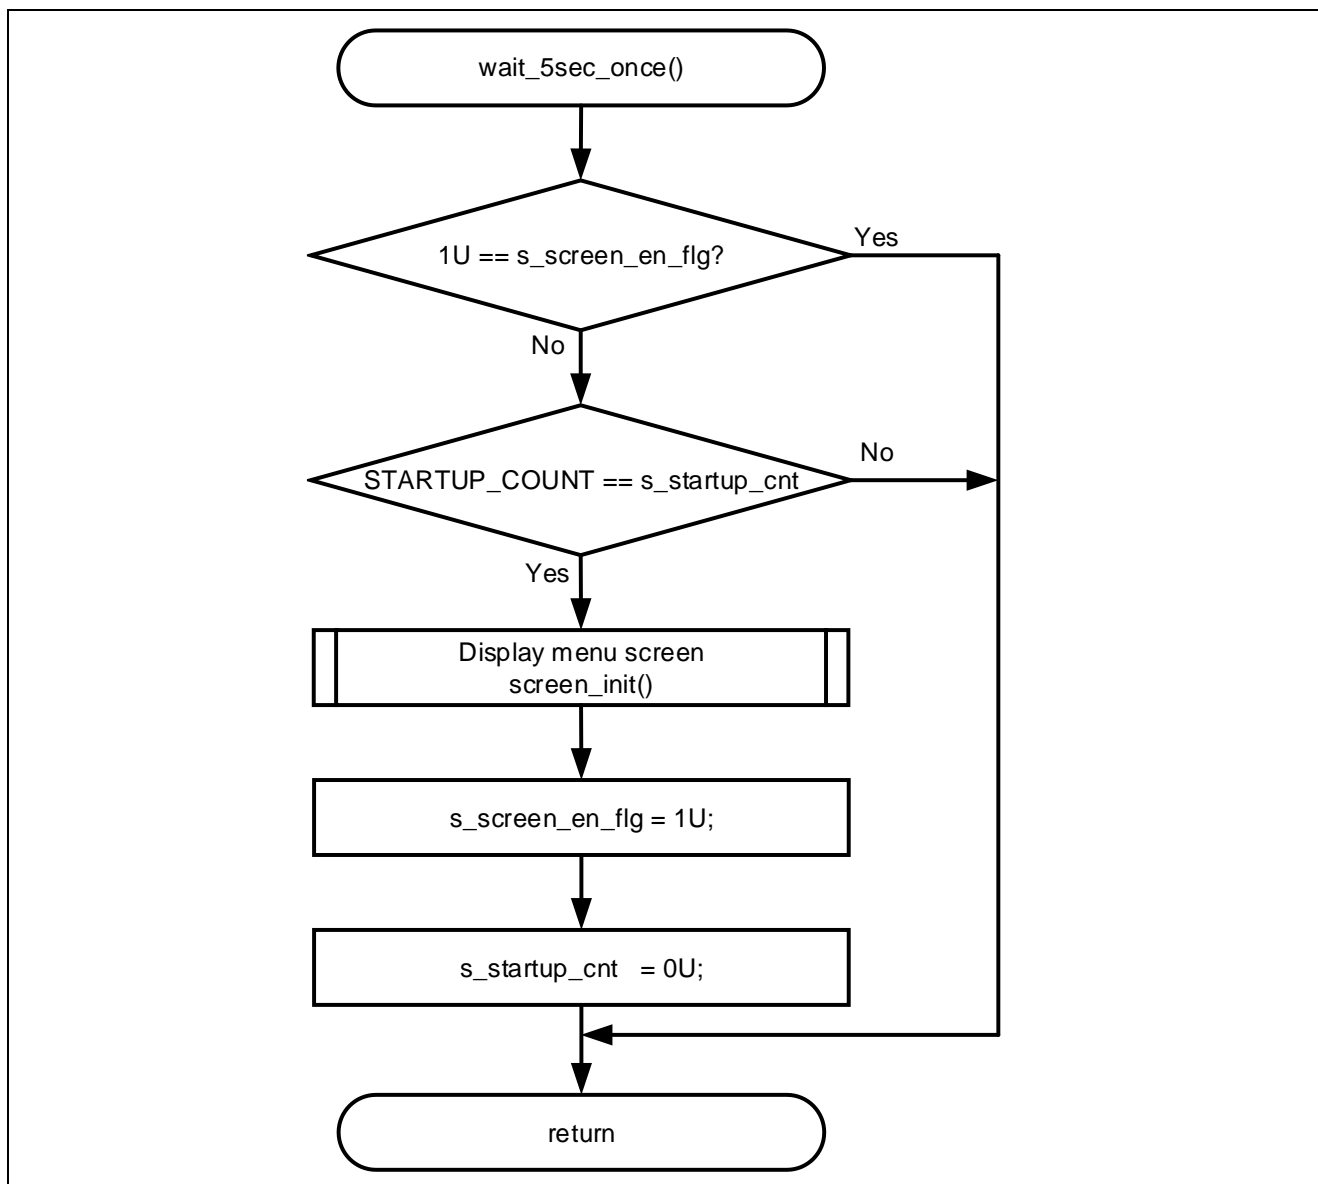 wait_5sec_once()
1U == s_screen_en_flg?
Yes
No
STARTUP_COUNT == s_startup_cnt
No
Yes
Display menu screen
screen_init()
s_screen_en_flg = 1U;
s_startup_cnt   = 0U;
return